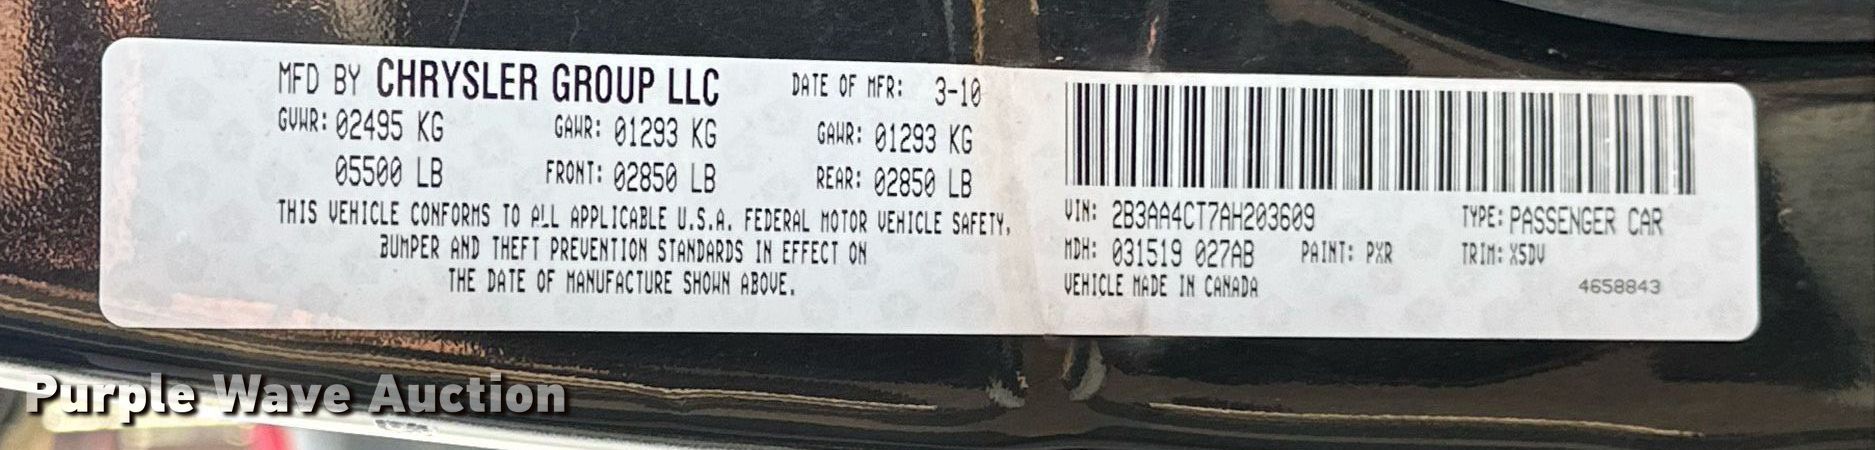 MFD BY CHRYSLER GROUP LLC DATE OF MFR: 3-10
GVWR: 02495 KG GAWR: 01293 KG GAWR: 01293 KG
05500 LB FRONT: 02850 LB REAR: 02850 LB
THIS VEHICLE CONFORMS TO ALL APPLICABLE U.S.A. FEDERAL MOTOR VEHICLE SAFETY,
BUMPER AND THEFT PREVENTION STANDARDS IN EFFECT ON
THE DATE OF MANUFACTURE SHOWN ABOVE.
VIN: 2B3AA4CT7AH203609 TYPE: PASSENGER CAR
MDH: 031519 027AB PAINT: PXR TRIM: X5DV
VEHICLE MADE IN CANADA 4658843
Purple Wave Auction